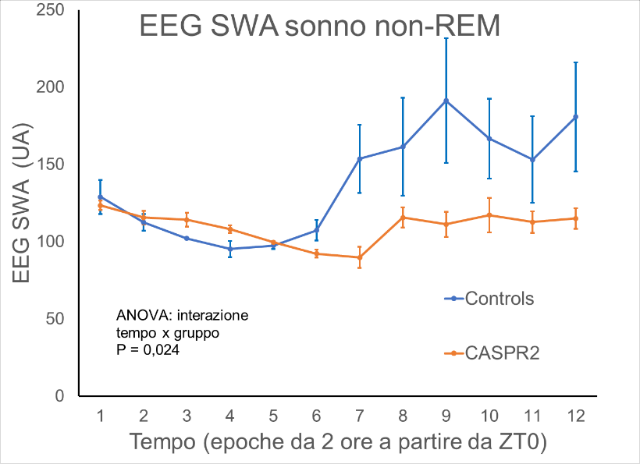 EEG SWA sonno non-REM
250
200
150
100
50
0
EEG SWA (UA)
ANOVA: interazione
tempo x gruppo
P = 0,024
Controls
CASPR2
1 2 3 4 5 6 7 8 9 10 11 12
Tempo (epoche da 2 ore a partire da ZT0)